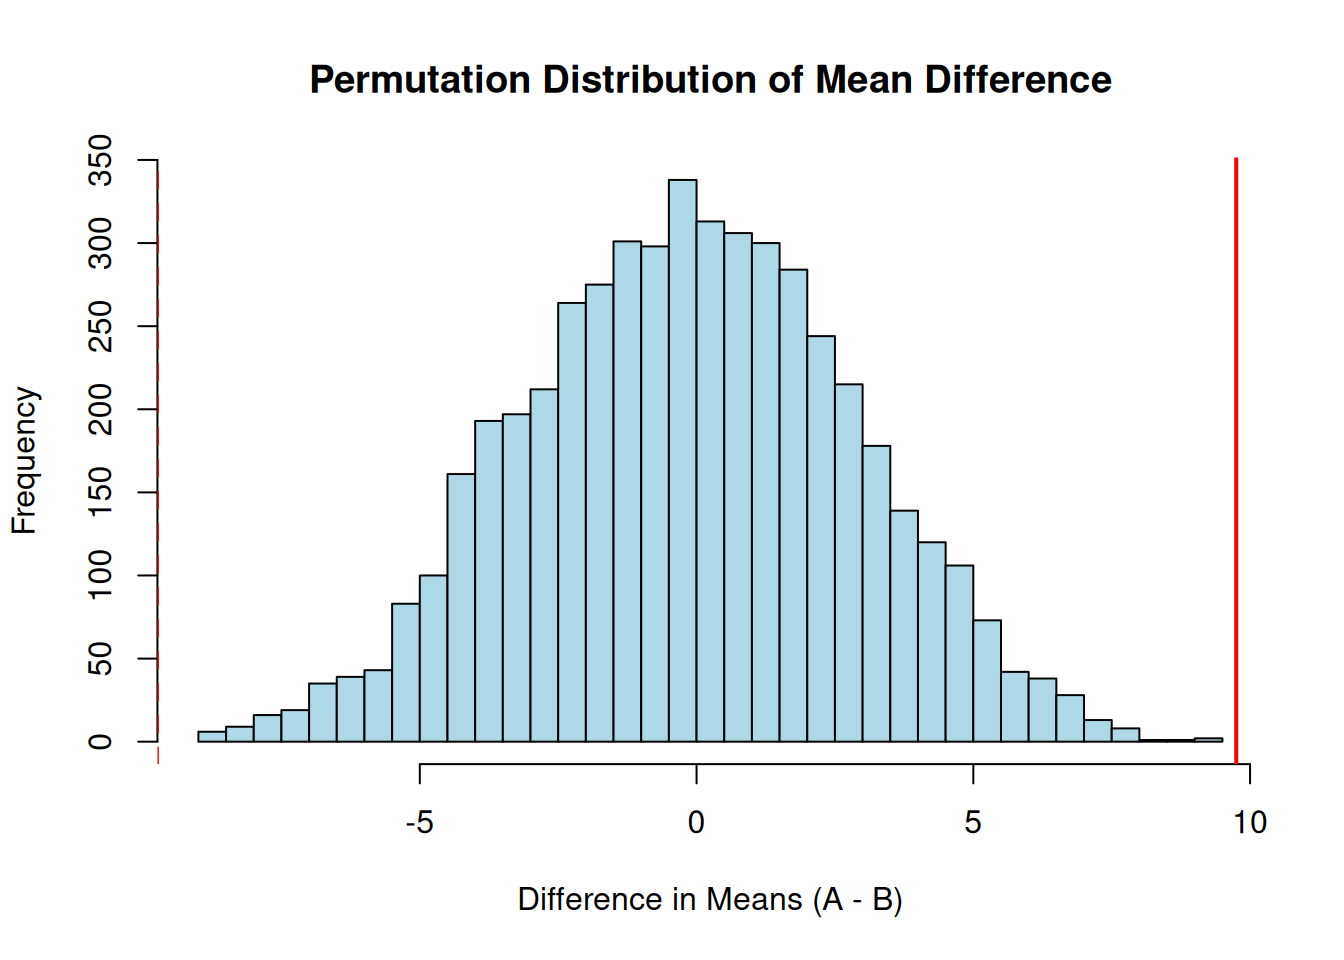 Permutation Distribution of Mean Difference
350
300
250
200
150
100
50
0
Frequency
-5 0 5 10
Difference in Means (A - B)